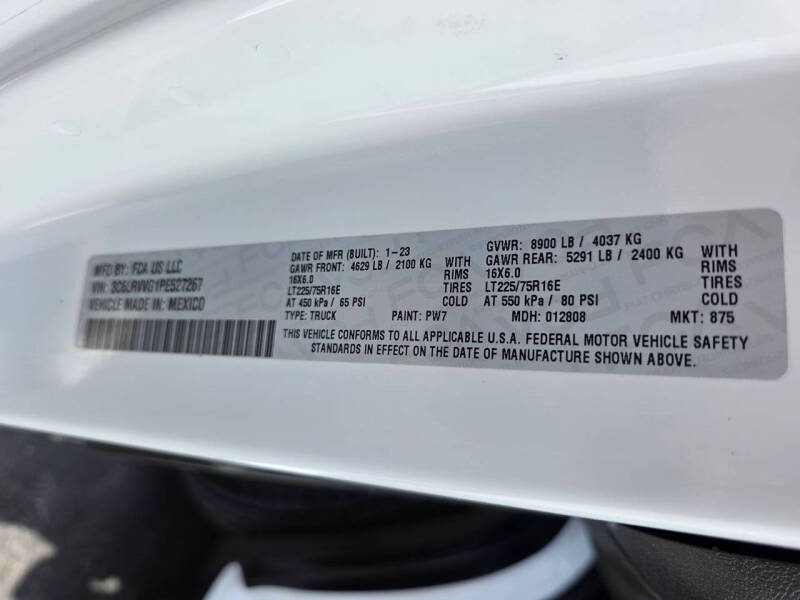 MFD BY: FCA US LLC
VIN: 3C6LRVVG1PE527267
VEHICLE MADE IN: MEXICO
DATE OF MFR (BUILT): 1-23 GVWR: 8900 LB / 4037 KG
GAWR FRONT: 4629 LB / 2100 KG WITH GAWR REAR: 5291 LB / 2400 KG WITH
16X6.0 RIMS 16X6.0 RIMS
LT225/75R16E TIRES LT225/75R16E TIRES
AT 450 kPa / 65 PSI COLD AT 550 kPa / 80 PSI COLD
TYPE: TRUCK PAINT: PW7 MDH: 012808 MKT: 875
THIS VEHICLE CONFORMS TO ALL APPLICABLE U.S.A. FEDERAL MOTOR VEHICLE SAFETY
STANDARDS IN EFFECT ON THE DATE OF MANUFACTURE SHOWN ABOVE.
FCA